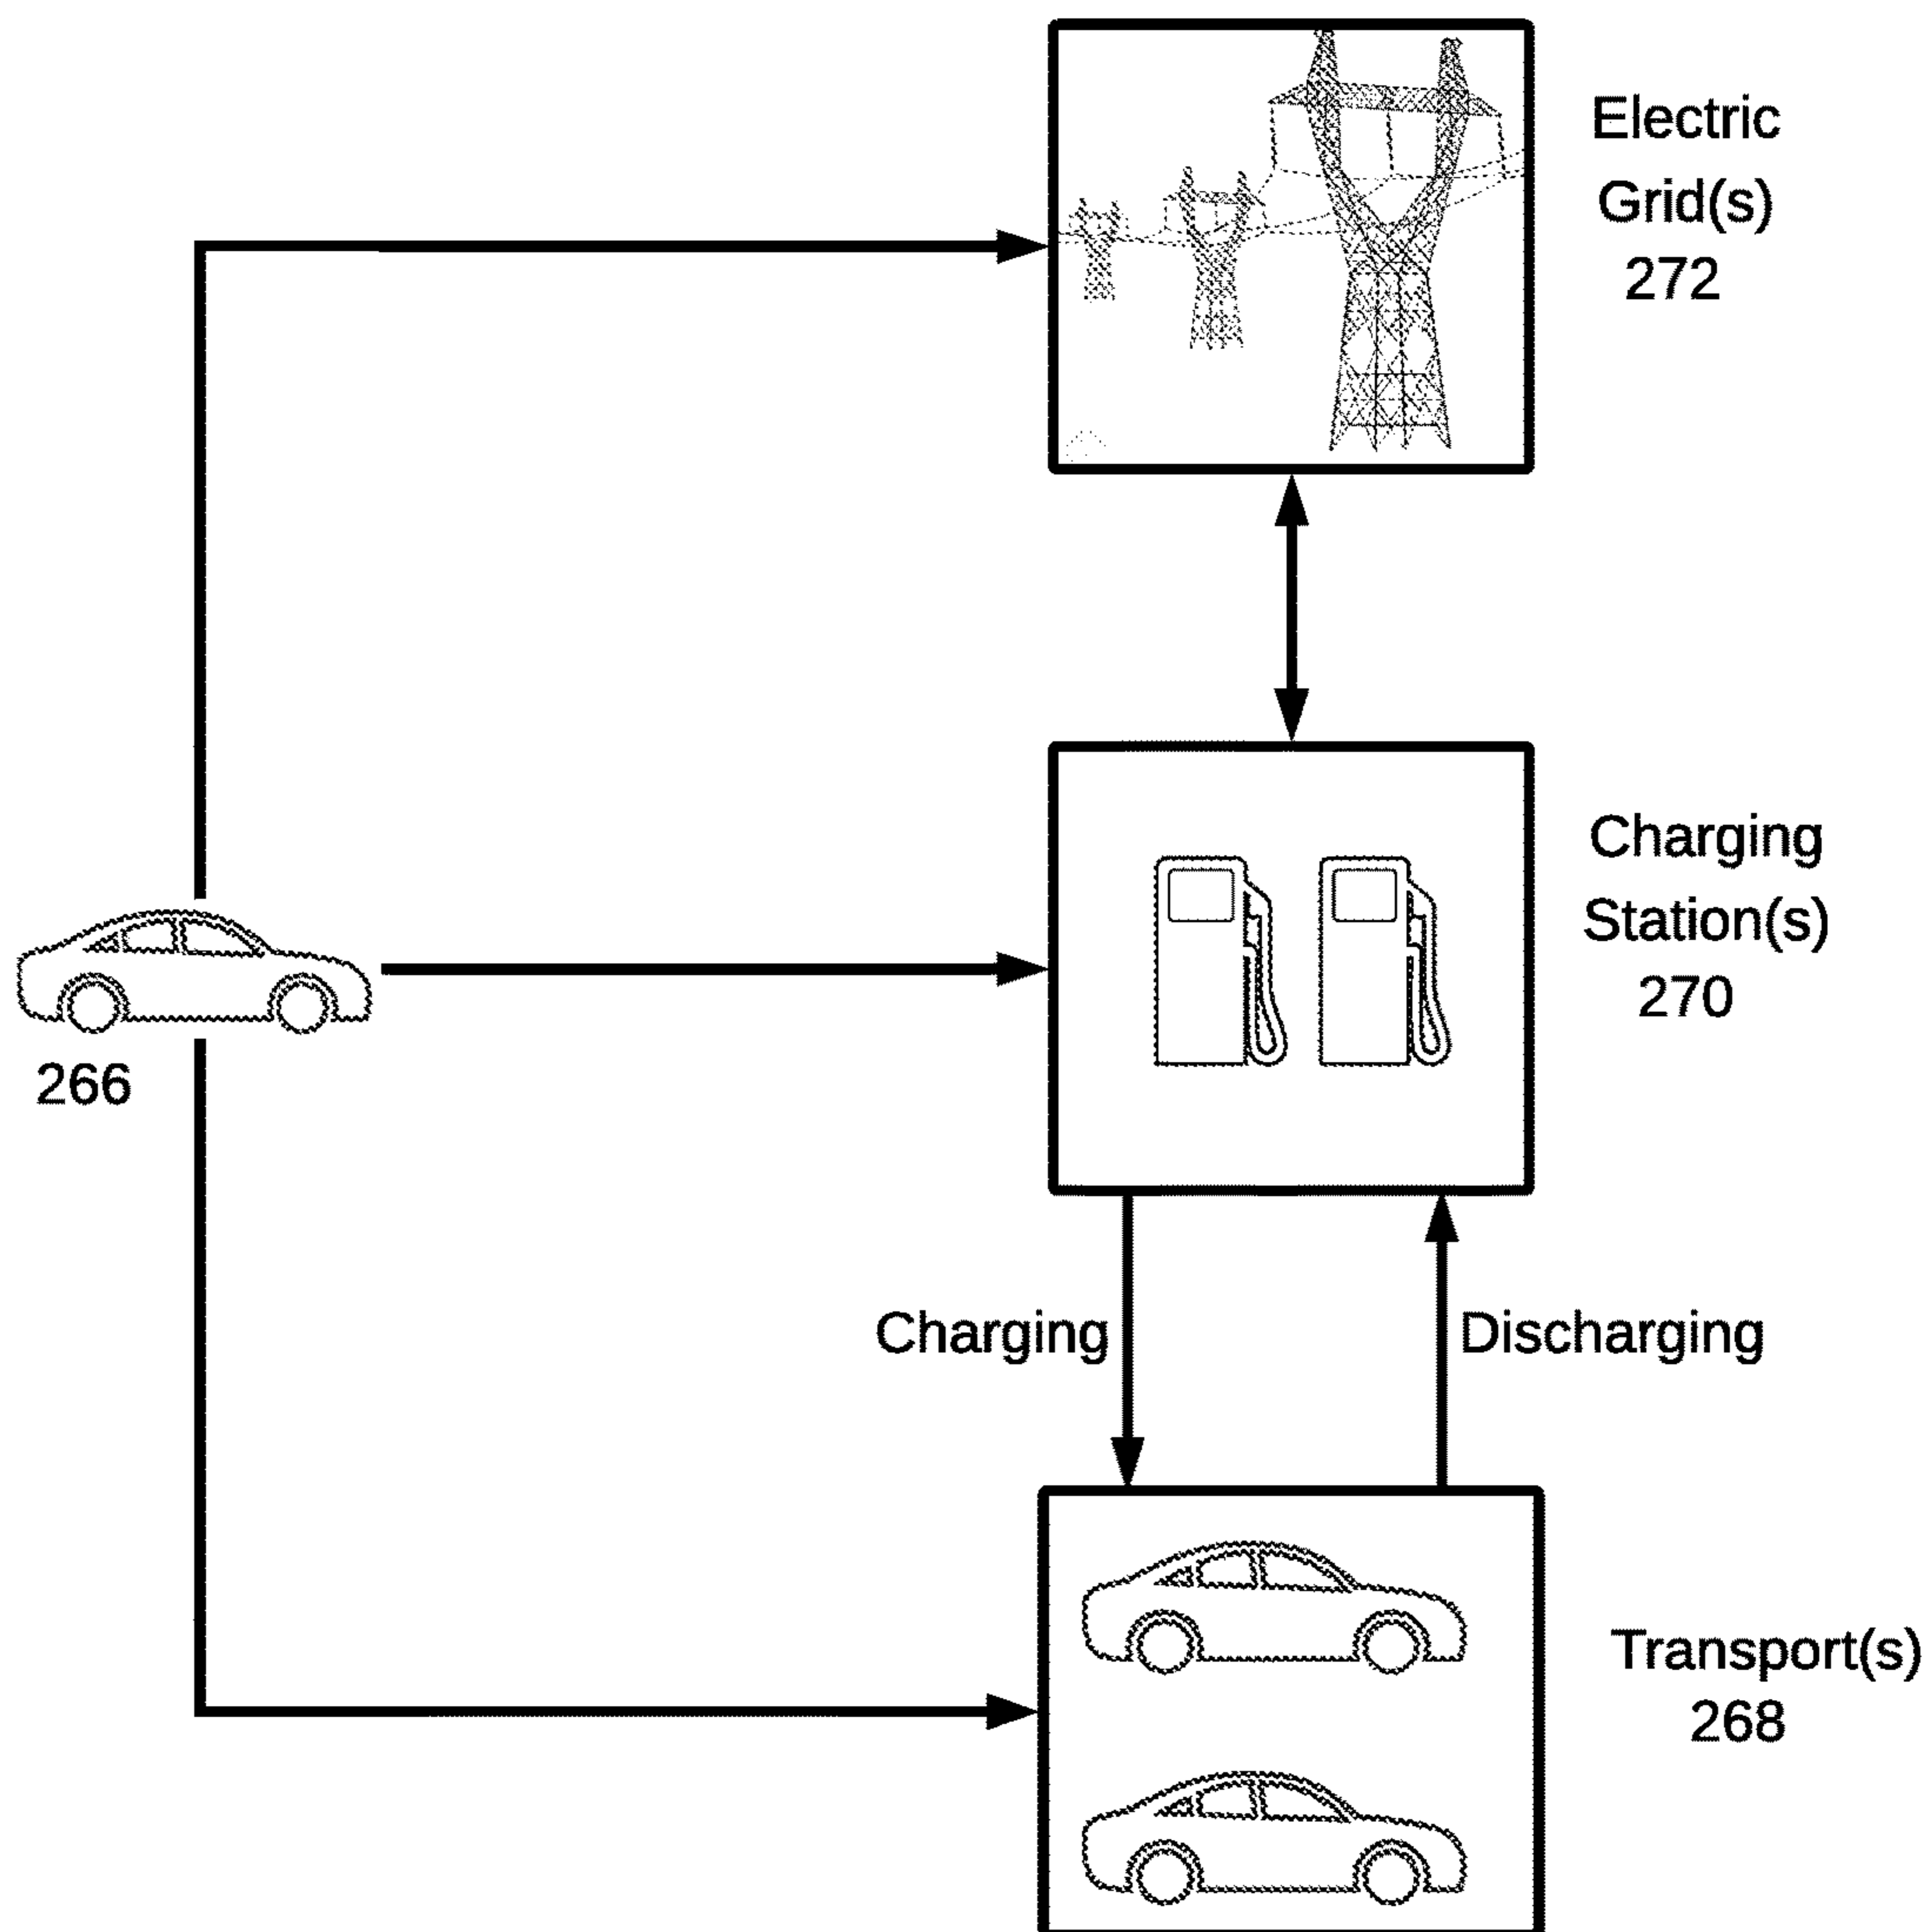 Electric
Grid(s)
272
Charging
Station(s)
270
266
Charging
Discharging
Transport(s)
268